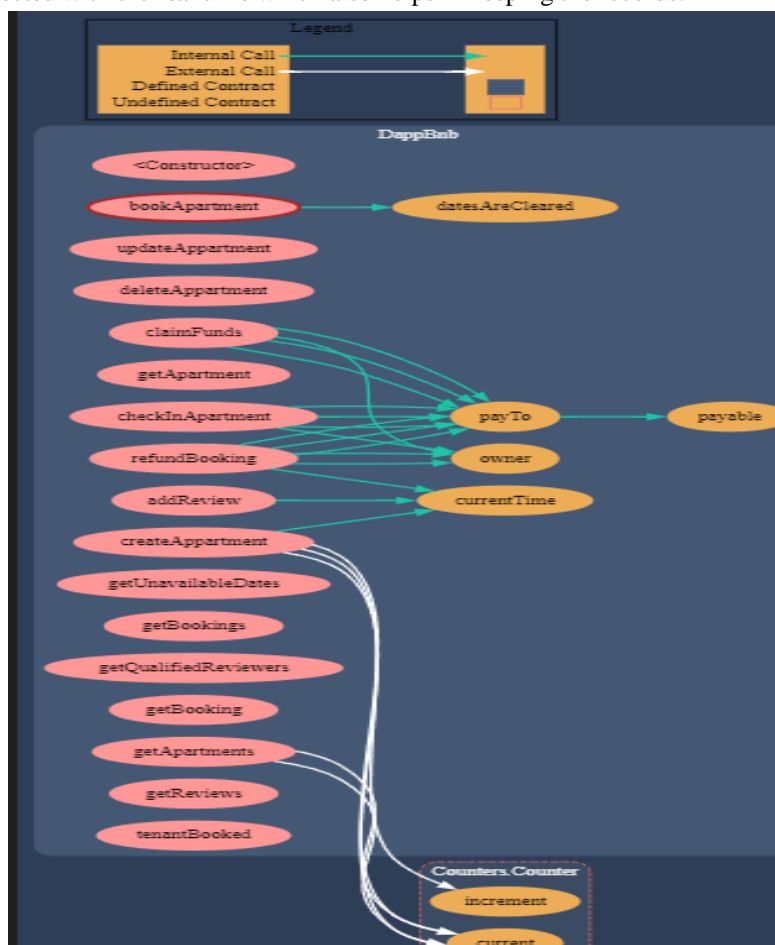 Legend
Internal Call
External Call
Defined Contract
Undefined Contract
DappBnb
<Constructor>
bookApartment
datesAreCleared
updateAppartment
deleteAppartment
claimFunds
getApartment
checkInApartment
payTo
payable
refundBooking
owner
addReview
currentTime
createAppartment
getUnavailableDates
getBookings
getQualifiedReviewers
getBooking
getApartments
getReviews
tenantBooked
Counters.Counter
increment
current